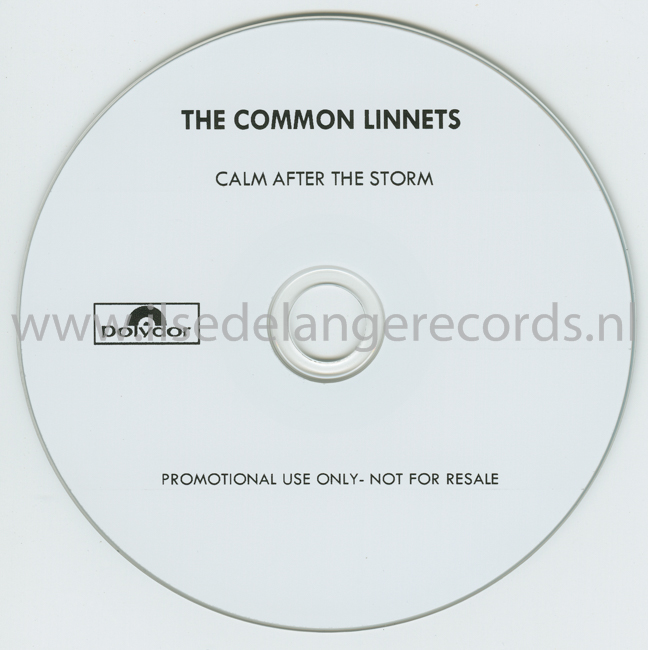 THE COMMON LINNETS
CALM AFTER THE STORM
www.ilsedelangerecords.nl
polydor
PROMOTIONAL USE ONLY- NOT FOR RESALE